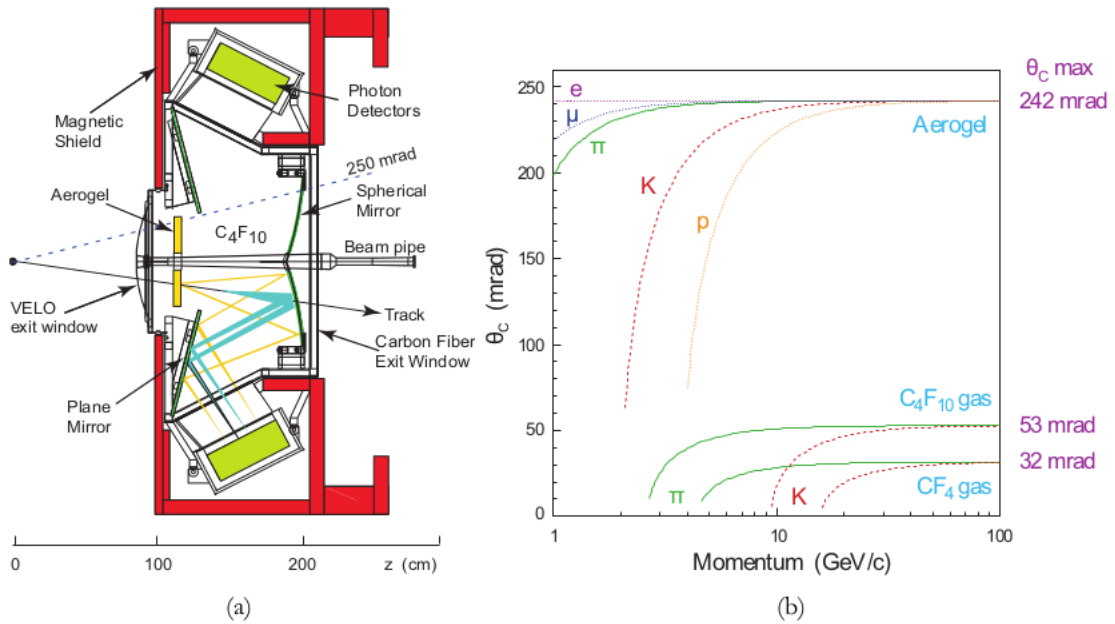 Magnetic
Shield
Photon
Detectors
250 mrad
Aerogel
C₄F₁₀
Spherical
Mirror
Beam pipe
VELO
exit window
Track
Carbon Fiber
Exit Window
Plane
Mirror
0
100
200
z (cm)
(a)
θC max
250
e
242 mrad
μ
Aerogel
π
200
K
150
p
θC (mrad)
100
C₄F₁₀ gas
50
53 mrad
32 mrad
π
K
CF₄ gas
0
1
10
100
Momentum (GeV/c)
(b)